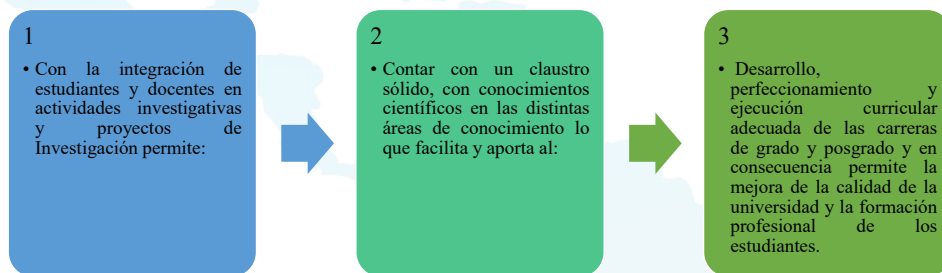 1
• Con la integración de
estudiantes y docentes en
actividades investigativas
y proyectos de
Investigación permite:
2
• Contar con un claustro
sólido, con conocimientos
científicos en las distintas
áreas de conocimiento lo
que facilita y aporta al:
3
• Desarrollo,
perfeccionamiento y
ejecución curricular
adecuada de las carreras
de grado y posgrado y en
consecuencia permite la
mejora de la calidad de la
universidad y la formación
profesional de los
estudiantes.